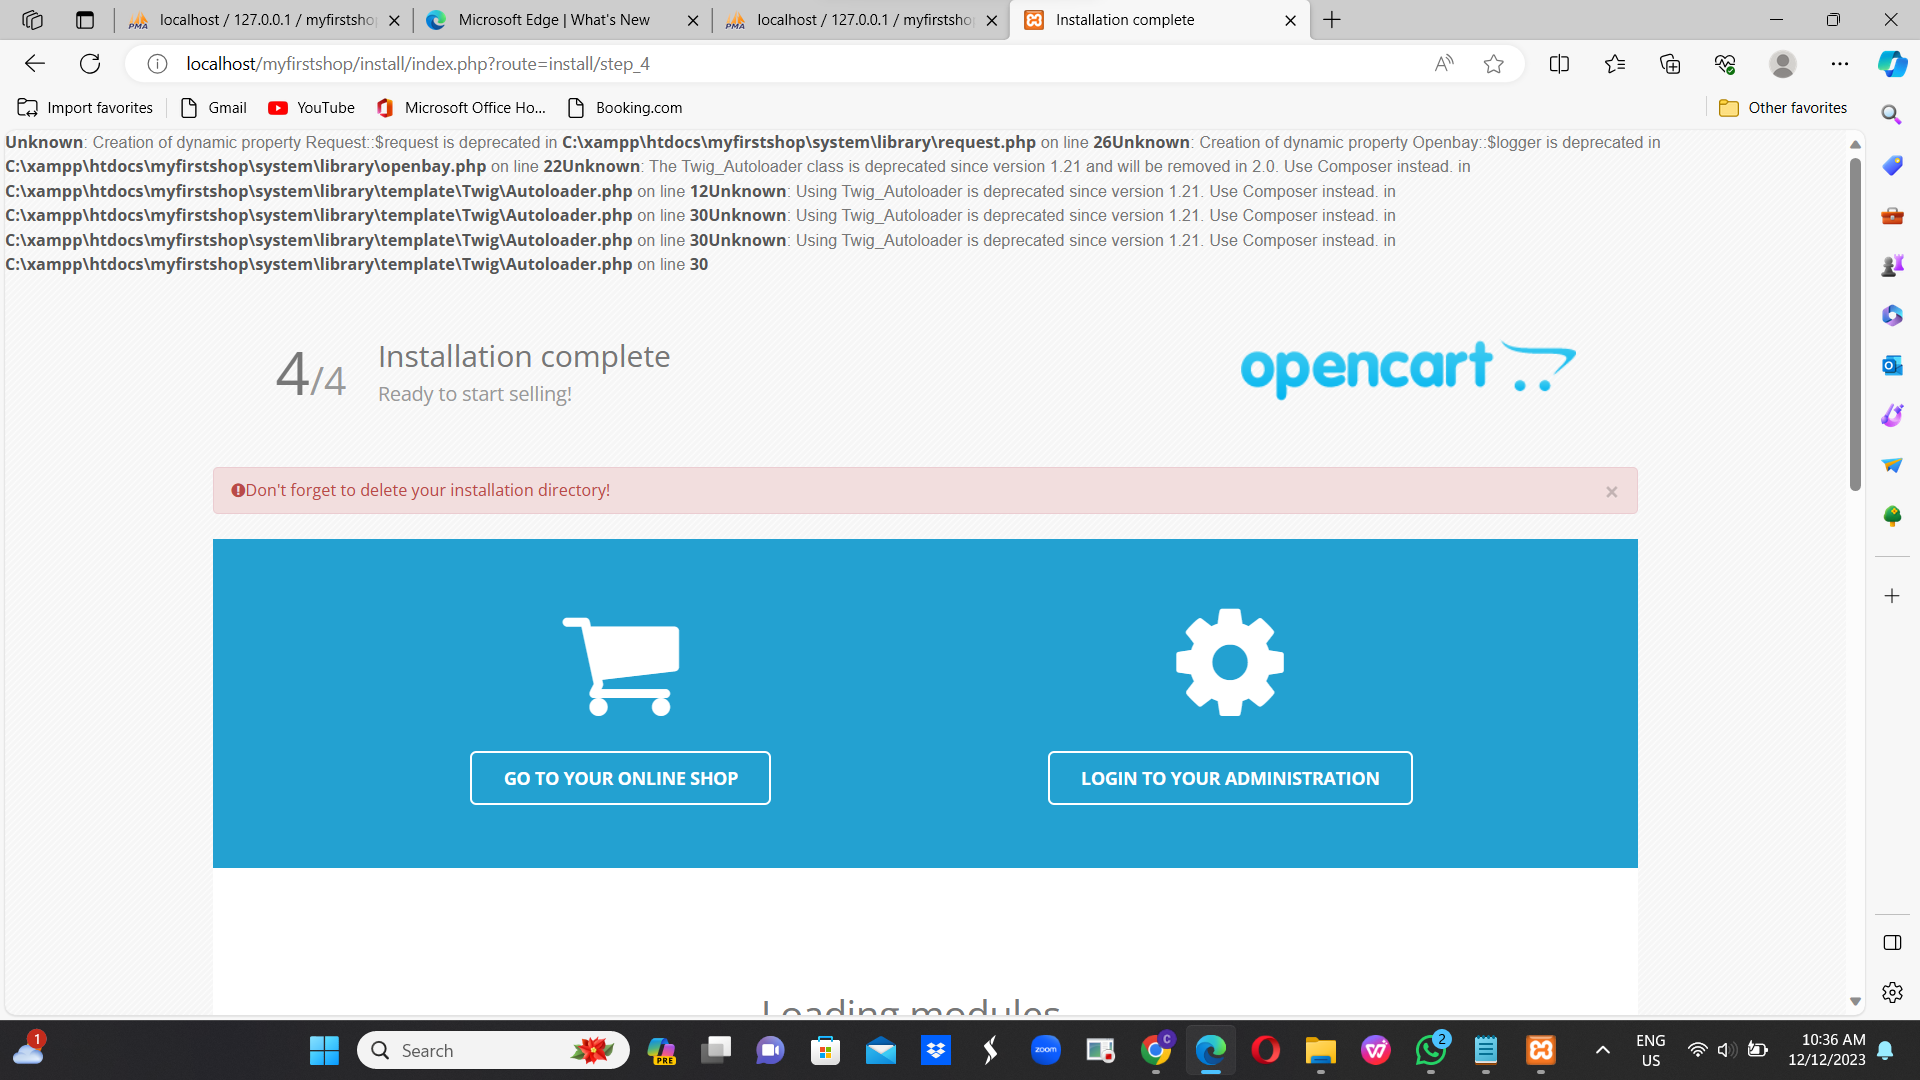 localhost / 127.0.0.1 / myfirstsho
Microsoft Edge | What's New
localhost / 127.0.0.1 / myfirstsho
Installation complete
localhost/myfirstshop/install/index.php?route=install/step_4
Import favorites
Gmail
YouTube
Microsoft Office Ho...
Booking.com
Other favorites
Unknown: Creation of dynamic property Request::$request is deprecated in C:\xampp\htdocs\myfirstshop\system\library\request.php on line 26Unknown: Creation of dynamic property Openbay::$logger is deprecated in
C:\xampp\htdocs\myfirstshop\system\library\openbay.php on line 22Unknown: The Twig_Autoloader class is deprecated since version 1.21 and will be removed in 2.0. Use Composer instead. in
C:\xampp\htdocs\myfirstshop\system\library\template\Twig\Autoloader.php on line 12Unknown: Using Twig_Autoloader is deprecated since version 1.21. Use Composer instead. in
C:\xampp\htdocs\myfirstshop\system\library\template\Twig\Autoloader.php on line 30Unknown: Using Twig_Autoloader is deprecated since version 1.21. Use Composer instead. in
C:\xampp\htdocs\myfirstshop\system\library\template\Twig\Autoloader.php on line 30Unknown: Using Twig_Autoloader is deprecated since version 1.21. Use Composer instead. in
C:\xampp\htdocs\myfirstshop\system\library\template\Twig\Autoloader.php on line 30
4/4
Installation complete
Ready to start selling!
opencart
Don't forget to delete your installation directory!
×
GO TO YOUR ONLINE SHOP
LOGIN TO YOUR ADMINISTRATION
Loading modules
1
Search
PRE
zoom
C
2
ENG
US
10:36 AM
12/12/2023